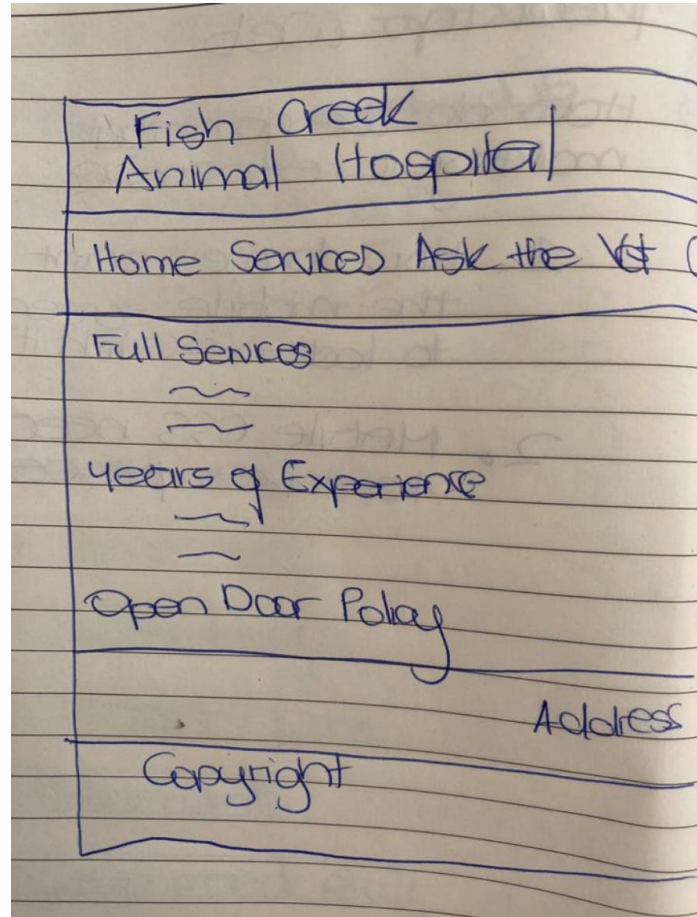 Fish Creek
Animal Hospital
Home Services Ask the Vet
Full Services
years of Experience
Open Door Policy
Address
Copyright